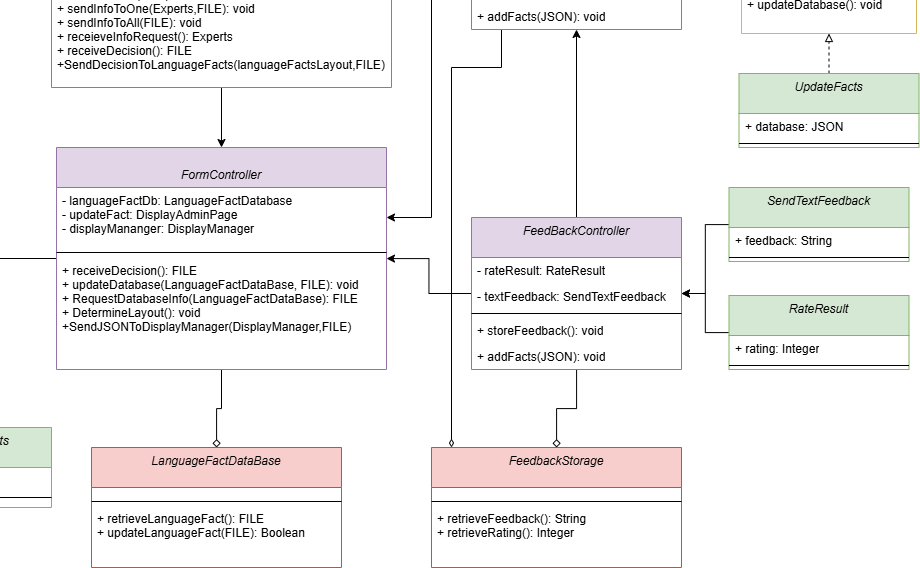 + sendInfoToOne(Experts,FILE): void
+ sendInfoToAll(FILE): void
+ receieveInfoRequest(): Experts
+ receiveDecision(): FILE
+SendDecisionToLanguageFacts(languageFactsLayout,FILE)
+ addFacts(JSON): void
+ updateDatabase(): void
UpdateFacts
+ database: JSON
FormController
- languageFactDb: LanguageFactDatabase
- updateFact: DisplayAdminPage
- displayMananger: DisplayManager
+ receiveDecision(): FILE
+ updateDatabase(LanguageFactDataBase, FILE): void
+ RequestDatabaseInfo(LanguageFactDataBase): FILE
+ DetermineLayout(): void
+SendJSONToDisplayManager(DisplayManager,FILE)
FeedBackController
- rateResult: RateResult
- textFeedback: SendTextFeedback
+ storeFeedback(): void
+ addFacts(JSON): void
SendTextFeedback
+ feedback: String
RateResult
+ rating: Integer
ts
LanguageFactDataBase
+ retrieveLanguageFact(): FILE
+ updateLanguageFact(FILE): Boolean
FeedbackStorage
+ retrieveFeedback(): String
+ retrieveRating(): Integer